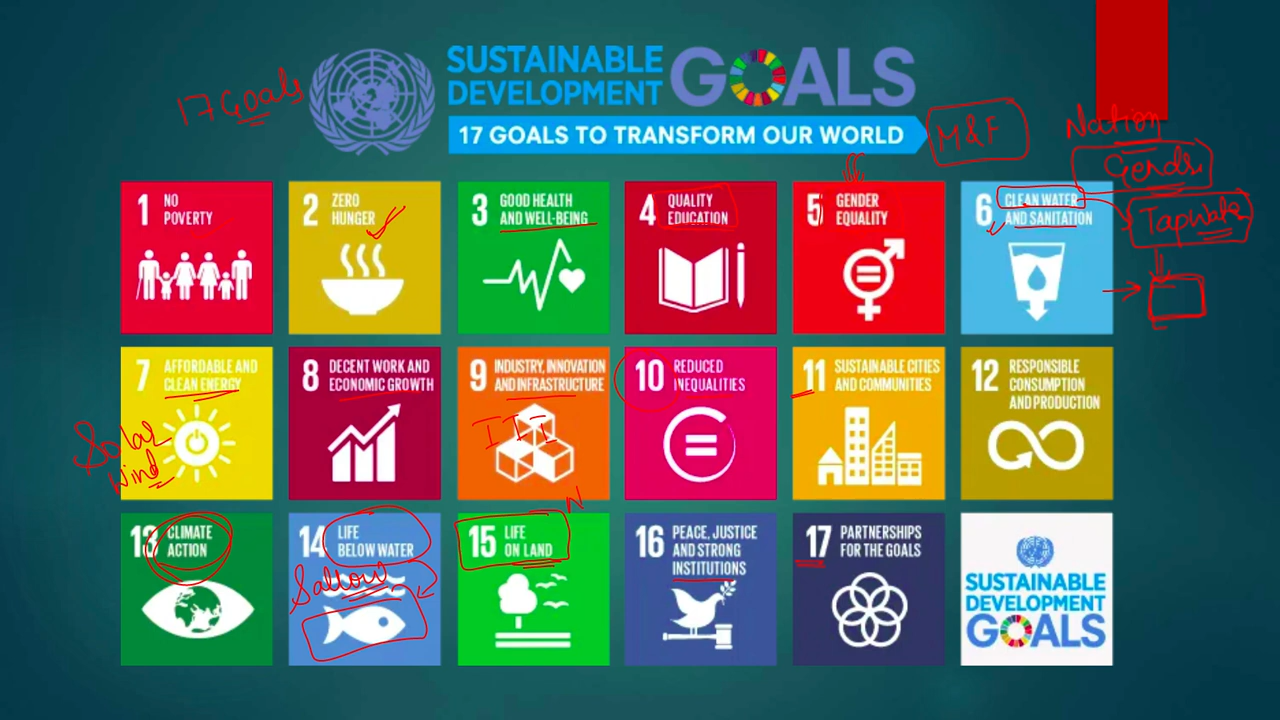 SUSTAINABLE
DEVELOPMENT
GOALS
17 GOALS TO TRANSFORM OUR WORLD
17 Goals
M&F
Nation
Tapwater
1 NO
POVERTY
2 ZERO
HUNGER
3 GOOD HEALTH
AND WELL-BEING
4 QUALITY
EDUCATION
5 GENDER
EQUALITY
6 CLEAN WATER
AND SANITATION
7 AFFORDABLE AND
CLEAN ENERGY
Solar
Wind
8 DECENT WORK AND
ECONOMIC GROWTH
9 INDUSTRY, INNOVATION
AND INFRASTRUCTURE
I I I
10 REDUCED
INEQUALITIES
11 SUSTAINABLE CITIES
AND COMMUNITIES
12 RESPONSIBLE
CONSUMPTION
AND PRODUCTION
13 CLIMATE
ACTION
14 LIFE
BELOW WATER
15 LIFE
ON LAND
N
16 PEACE, JUSTICE
AND STRONG
INSTITUTIONS
17 PARTNERSHIPS
FOR THE GOALS
SUSTAINABLE
DEVELOPMENT
GOALS